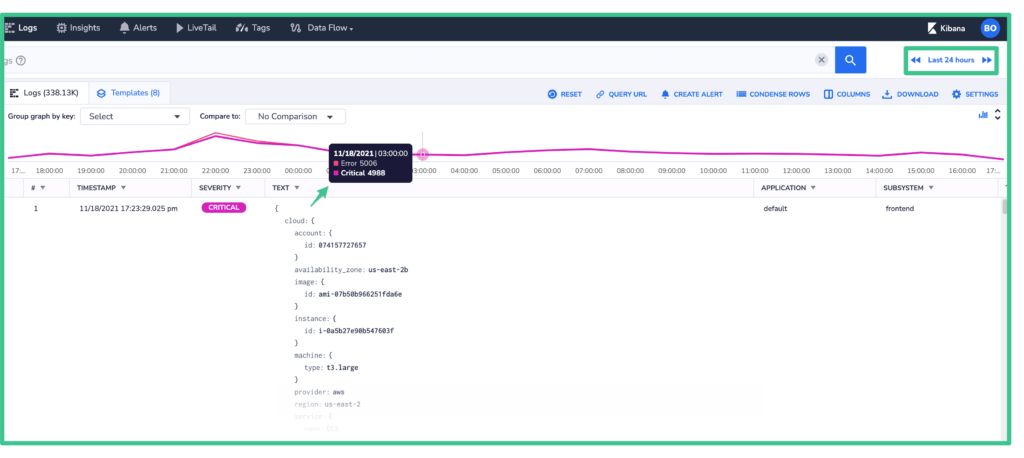 Logs Insights Alerts LiveTail Tags Data Flow Kibana BO
gs Last 24 hours
Logs (338.13K) Templates (8) RESET QUERY URL CREATE ALERT CONDENSE ROWS COLUMNS DOWNLOAD SETTINGS
Group graph by key: Select Compare to: No Comparison
11/18/2021 | 03:00:00
Error 5006
Critical 4988
17:... 18:00:00 19:00:00 20:00:00 21:00:00 22:00:00 23:00:00 00:00:00 3:00:00 04:00:00 05:00:00 06:00:00 07:00:00 08:00:00 09:00:00 10:00:00 11:00:00 12:00:00 13:00:00 14:00:00 15:00:00 16:00:00 17:...
# TIMESTAMP SEVERITY TEXT APPLICATION SUBSYSTEM
1 11/18/2021 17:23:29.025 pm CRITICAL { default frontend
cloud: {
account: {
id: 074157727657
}
availability_zone: us-east-2b
image: {
id: ami-07b50b966251fda6e
}
instance: {
id: i-0a5b27e90b547603f
}
machine: {
type: t3.large
}
provider: aws
region: us-east-2
service: {